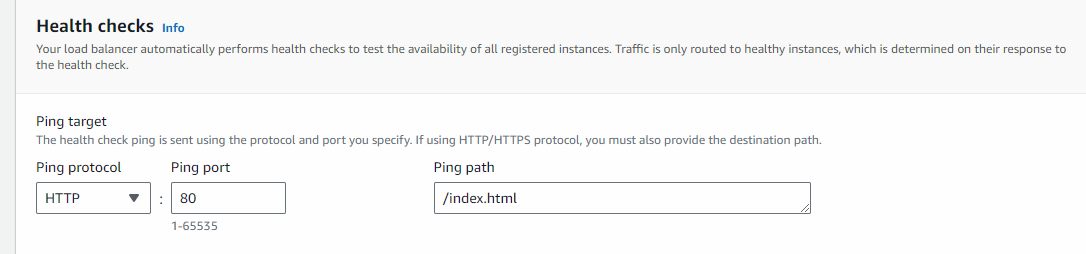 Health checks Info
Your load balancer automatically performs health checks to test the availability of all registered instances. Traffic is only routed to healthy instances, which is determined on their response to
the health check.
Ping target
The health check ping is sent using the protocol and port you specify. If using HTTP/HTTPS protocol, you must also provide the destination path.
Ping protocol Ping port Ping path
HTTP : 80 /index.html
1-65535